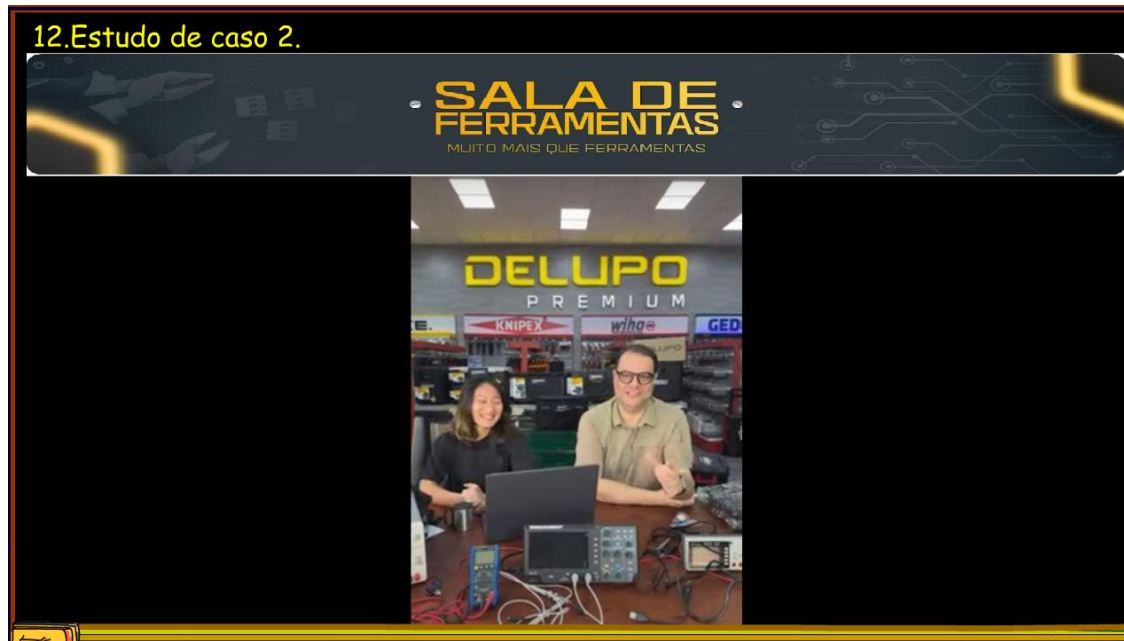 12.Estudo de caso 2.
SALA DE
FERRAMENTAS
MUITO MAIS QUE FERRAMENTAS
DELUPO
PREMIUM
KNIPEX
wiha
GED